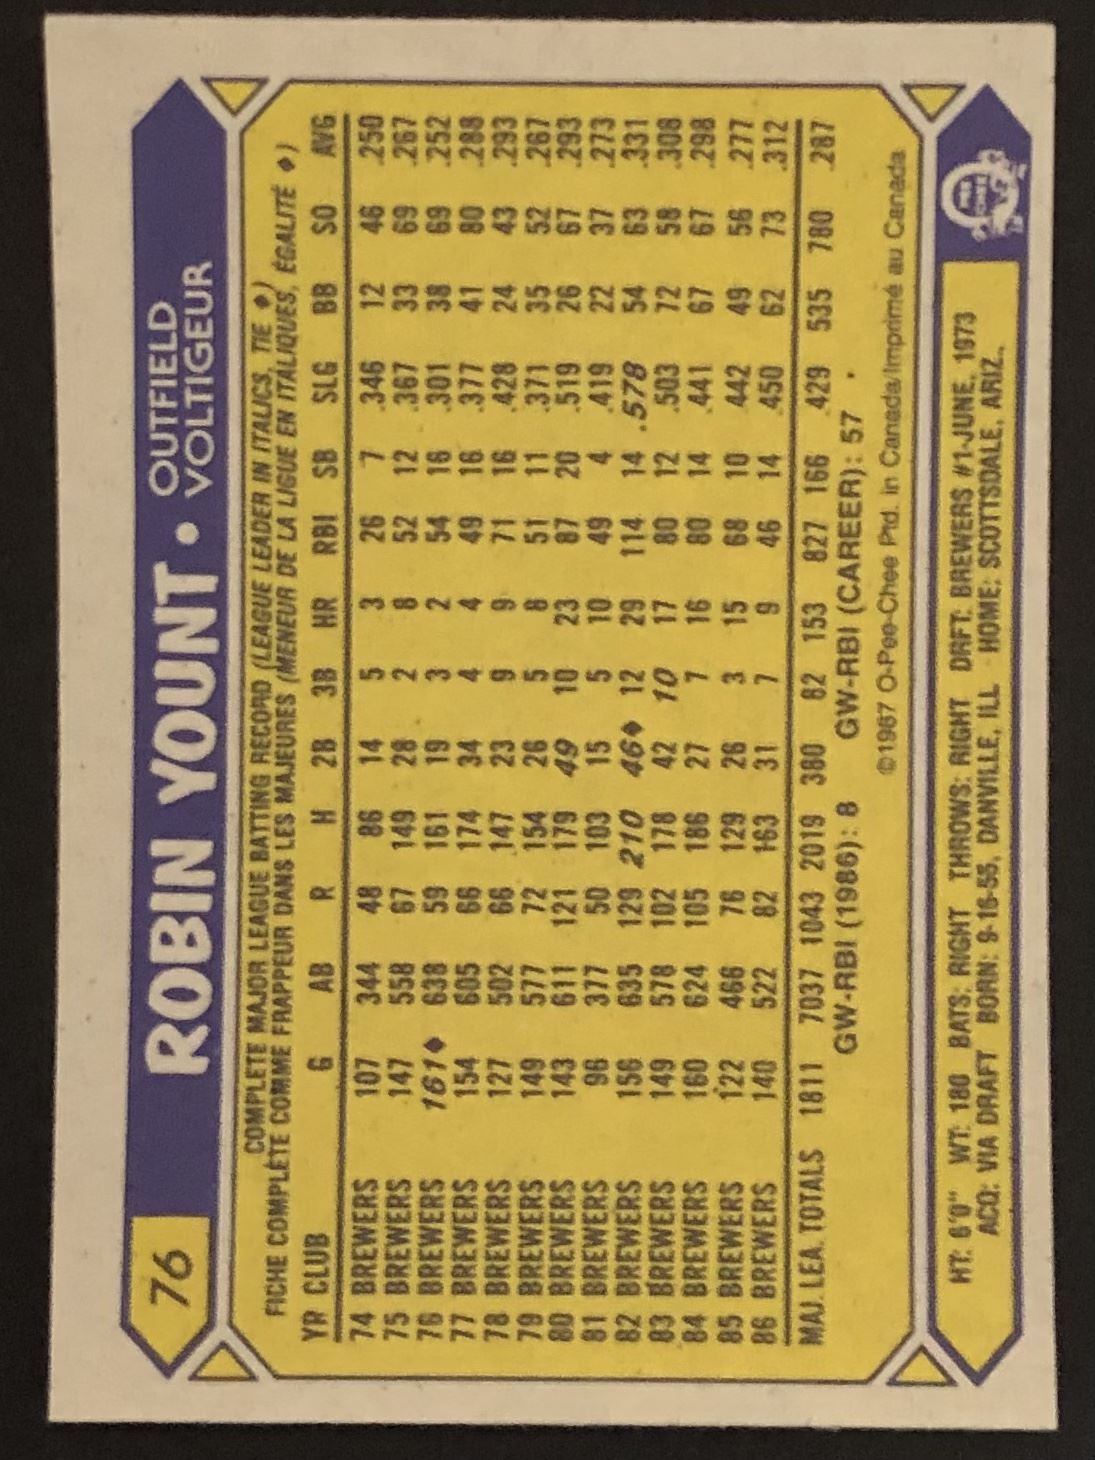 76 ROBIN YOUNT • OUTFIELD
VOLTIGEUR
COMPLETE MAJOR LEAGUE BATTING RECORD (LEAGUE LEADER IN ITALICS, TIE ♦)
FICHE COMPLÈTE COMME FRAPPEUR DANS LES MAJEURES (MENEUR DE LA LIGUE EN ITALIQUES, ÉGALITÉ ♦)
YR CLUB G AB R H 2B 3B HR RBI SB SLG BB SO AVG
74 BREWERS 107 344 48 86 14 5 3 26 7 .346 12 46 .250
75 BREWERS 147 558 67 149 28 2 8 52 12 .367 33 69 .267
76 BREWERS 161♦ 638 59 161 19 3 2 54 16 .301 38 69 .252
77 BREWERS 154 605 66 174 34 4 4 49 16 .377 41 80 .288
78 BREWERS 127 502 66 147 23 9 9 71 16 .428 24 43 .293
79 BREWERS 149 577 72 154 26 5 8 51 11 .371 35 52 .267
80 BREWERS 143 611 121 179 49 10 23 87 20 .519 26 67 .293
81 BREWERS 96 377 50 103 15 5 10 49 4 .419 22 37 .273
82 BREWERS 156 635 129 210 46♦ 12 29 114 14 .578 54 63 .331
83 BREWERS 149 578 102 178 42 10 17 80 12 .503 72 58 .308
84 BREWERS 160 624 105 186 27 7 16 80 14 .441 67 67 .298
85 BREWERS 122 466 76 129 26 3 15 68 10 .442 49 56 .277
86 BREWERS 140 522 82 163 31 7 9 46 14 .450 62 73 .312
MAJ. LEA. TOTALS 1811 7037 1043 2019 380 82 153 827 166 .429 535 780 .287
GW-RBI (1986): 8 GW-RBI (CAREER): 57
©1987 O-Pee-Chee Ptd. in Canada/Imprimé au Canada
HT: 6'0" WT: 180 BATS: RIGHT THROWS: RIGHT DRFT: BREWERS #1-JUNE, 1973
ACQ: VIA DRAFT BORN: 9-16-55, DANVILLE, ILL HOME: SCOTTSDALE, ARIZ.